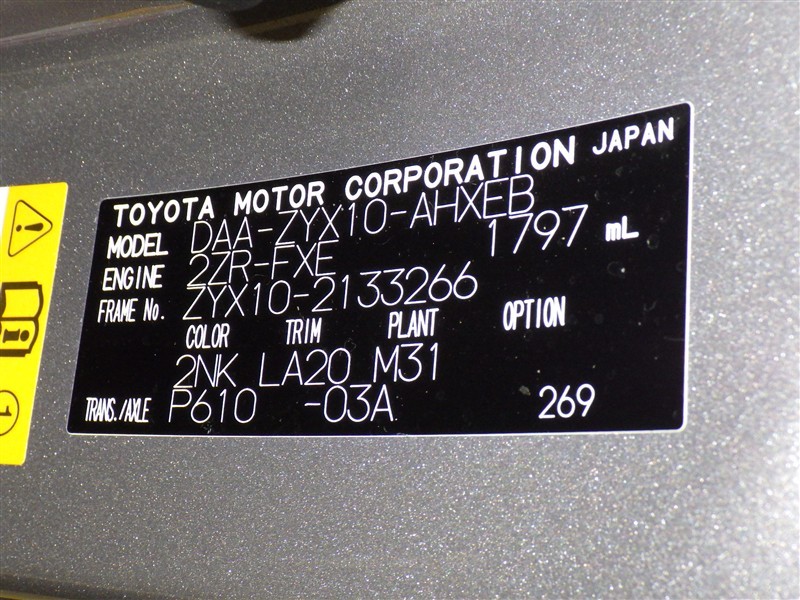 TOYOTA MOTOR CORPORATION JAPAN
MODEL DAA-ZYX10-AHXEB
ENGINE 2ZR-FXE 1797 mL
FRAME No. ZYX10-2133266
COLOR TRIM PLANT OPTION
2NK LA20 M31
TRANS./AXLE P610 -03A 269
1